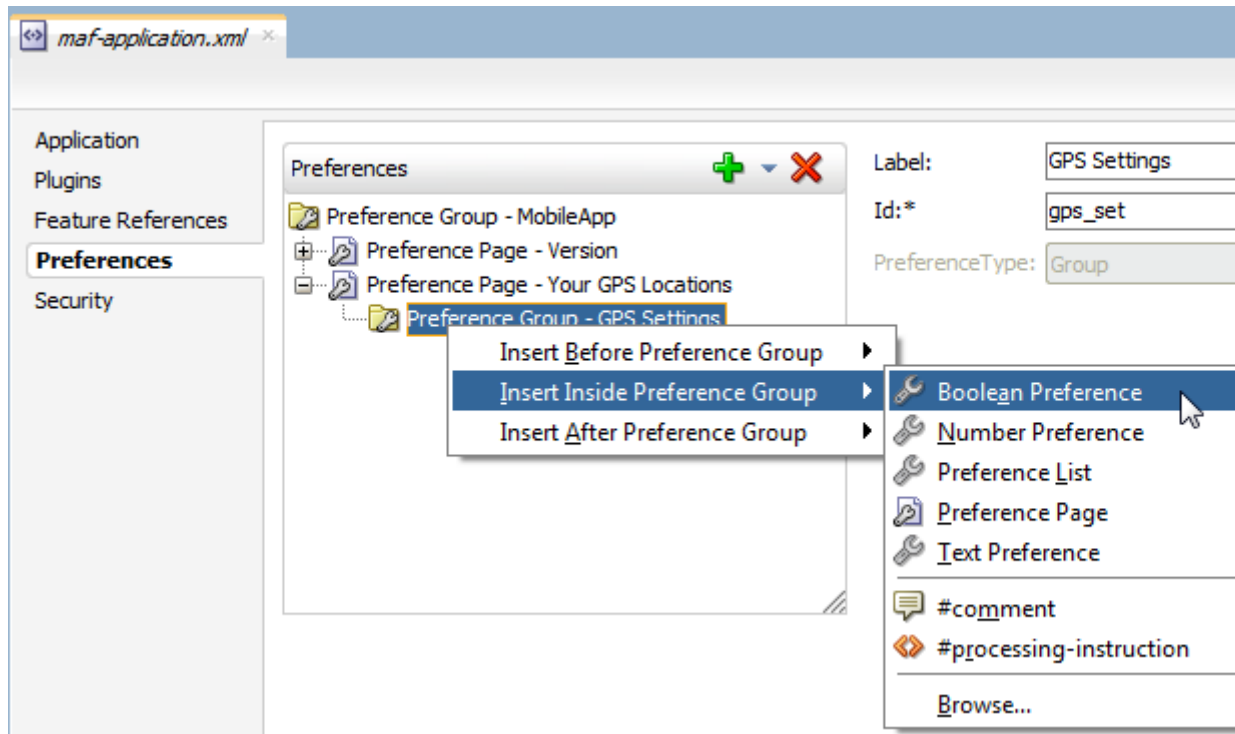 maf-application.xml
Application
Plugins
Feature References
Preferences
Security
Preferences
Preference Group - MobileApp
Preference Page - Version
Preference Page - Your GPS Locations
Preference Group - GPS Settings
Label:
GPS Settings
Id:*
gps_set
PreferenceType:
Group
Insert Before Preference Group
Insert Inside Preference Group
Insert After Preference Group
Boolean Preference
Number Preference
Preference List
Preference Page
Text Preference
#comment
#processing-instruction
Browse...